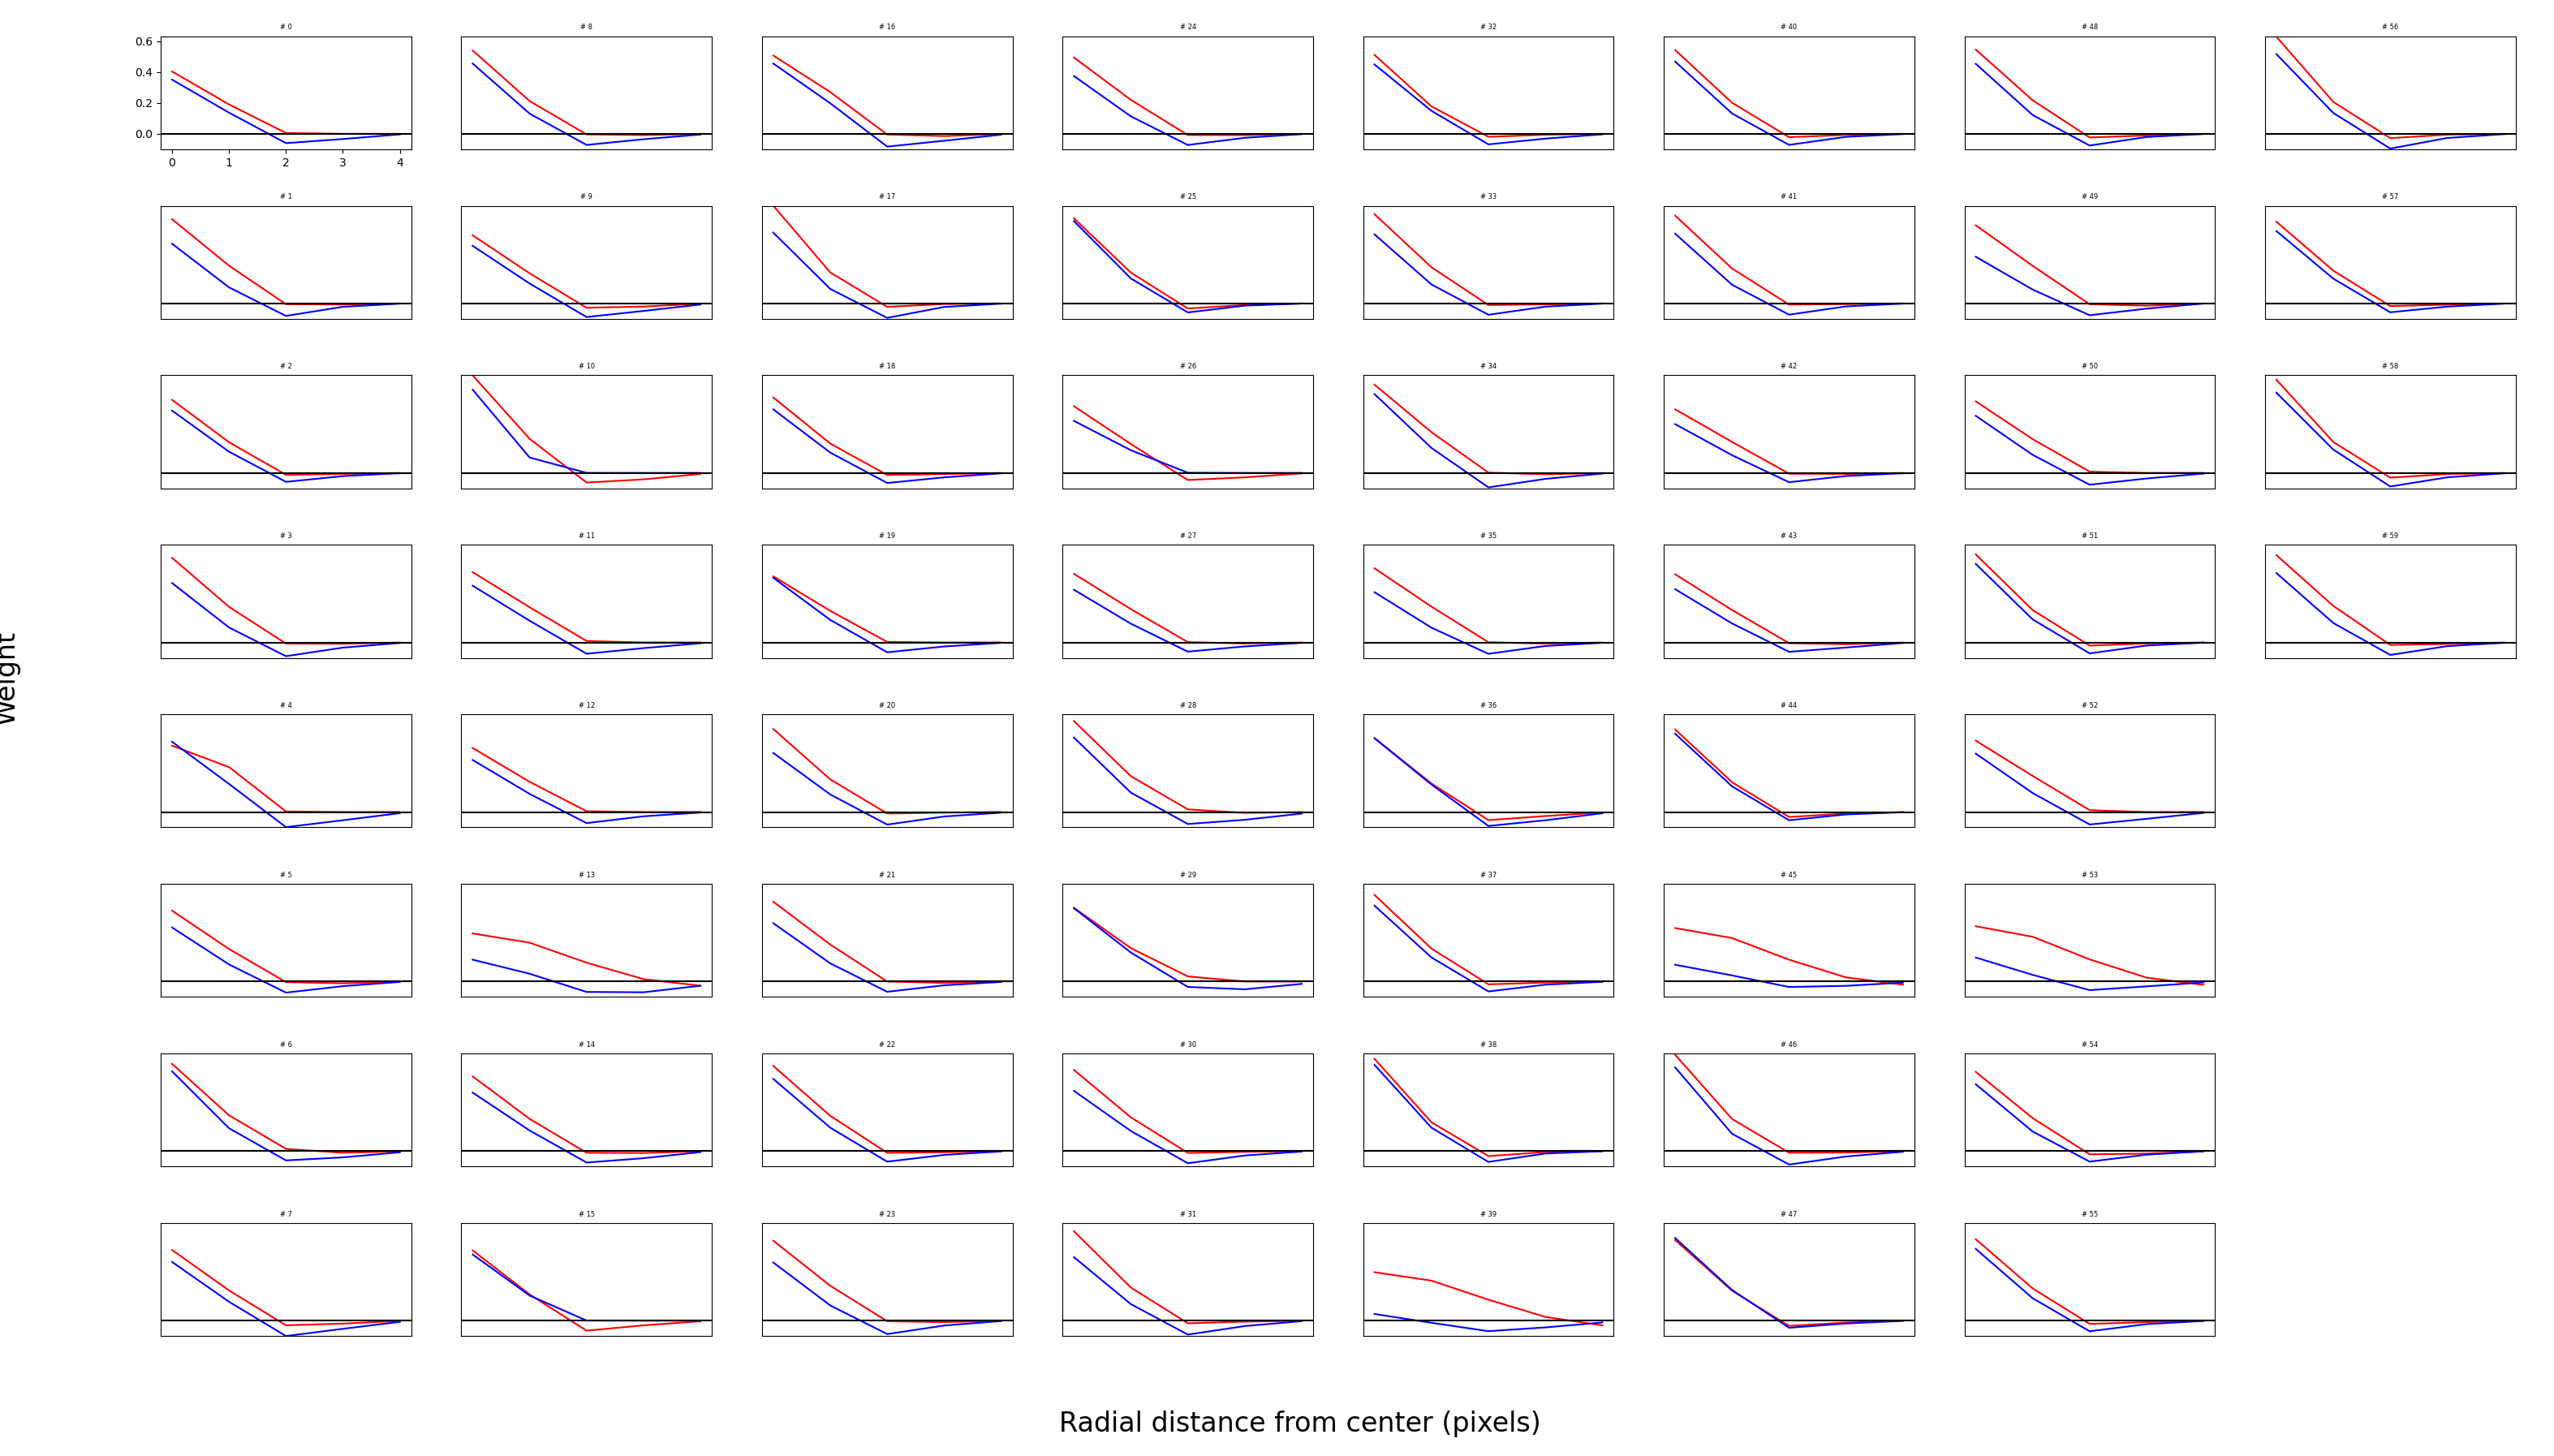 # 0 # 8 # 16 # 24 # 32 # 40 # 48 # 56
0.6
0.4
0.2
0.0
0 1 2 3 4
# 1 # 9 # 17 # 25 # 33 # 41 # 49 # 57
# 2 # 10 # 18 # 26 # 34 # 42 # 50 # 58
# 3 # 11 # 19 # 27 # 35 # 43 # 51 # 59
Weight
# 4 # 12 # 20 # 28 # 36 # 44 # 52
# 5 # 13 # 21 # 29 # 37 # 45 # 53
# 6 # 14 # 22 # 30 # 38 # 46 # 54
# 7 # 15 # 23 # 31 # 39 # 47 # 55
Radial distance from center (pixels)